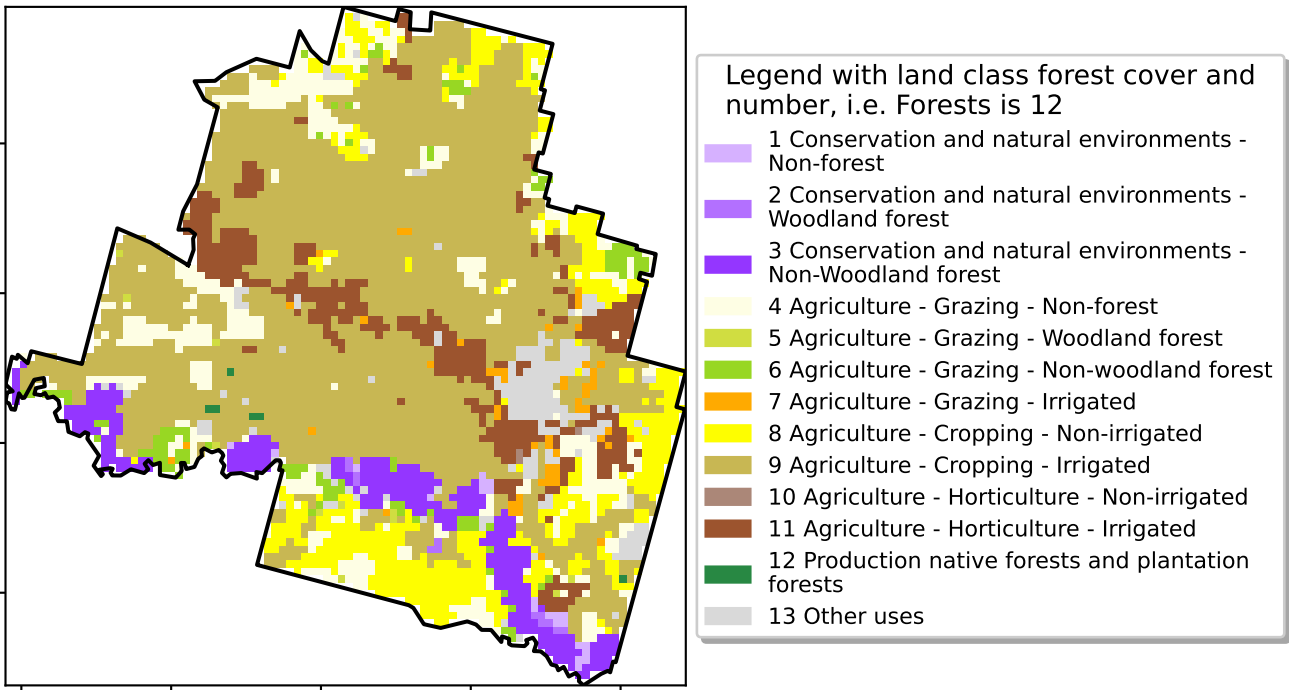 Legend with land class forest cover and
number, i.e. Forests is 12
1 Conservation and natural environments -
Non-forest
2 Conservation and natural environments -
Woodland forest
3 Conservation and natural environments -
Non-Woodland forest
4 Agriculture - Grazing - Non-forest
5 Agriculture - Grazing - Woodland forest
6 Agriculture - Grazing - Non-woodland forest
7 Agriculture - Grazing - Irrigated
8 Agriculture - Cropping - Non-irrigated
9 Agriculture - Cropping - Irrigated
10 Agriculture - Horticulture - Non-irrigated
11 Agriculture - Horticulture - Irrigated
12 Production native forests and plantation
forests
13 Other uses